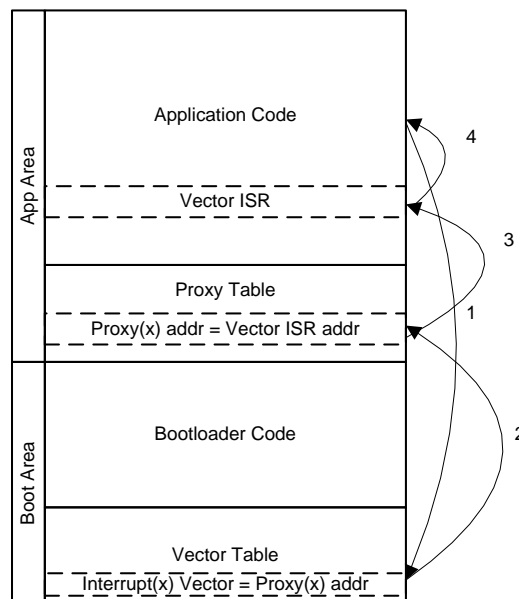 App Area
Application Code
Vector ISR
Proxy Table
Proxy(x) addr = Vector ISR addr
Boot Area
Bootloader Code
Vector Table
Interrupt(x) Vector = Proxy(x) addr
4
3
1
2